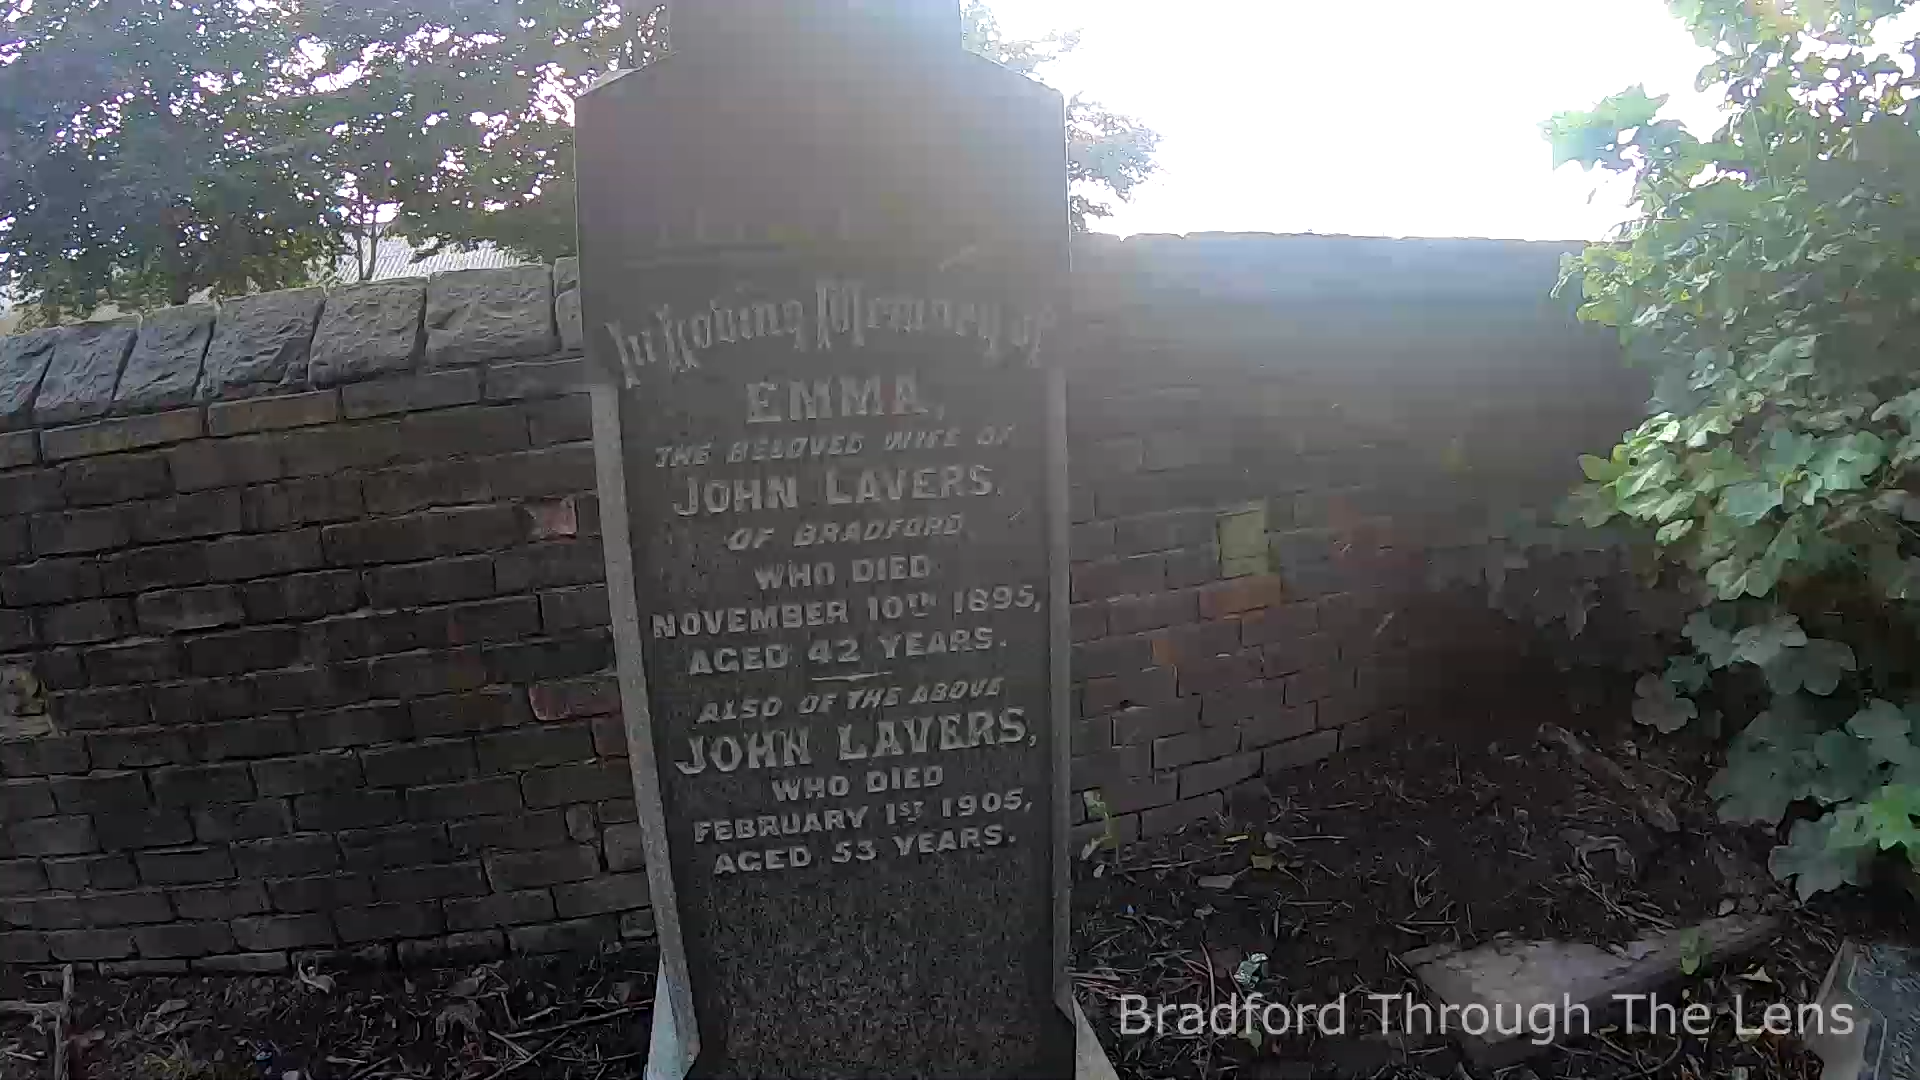 In Loving Memory of
EMMA,
THE BELOVED WIFE OF
JOHN LAVERS,
OF BRADFORD,
WHO DIED
NOVEMBER 10TH 1895,
AGED 42 YEARS.
ALSO OF THE ABOVE
JOHN LAVERS,
WHO DIED
FEBRUARY 1ST 1905,
AGED 53 YEARS.
Bradford Through The Lens